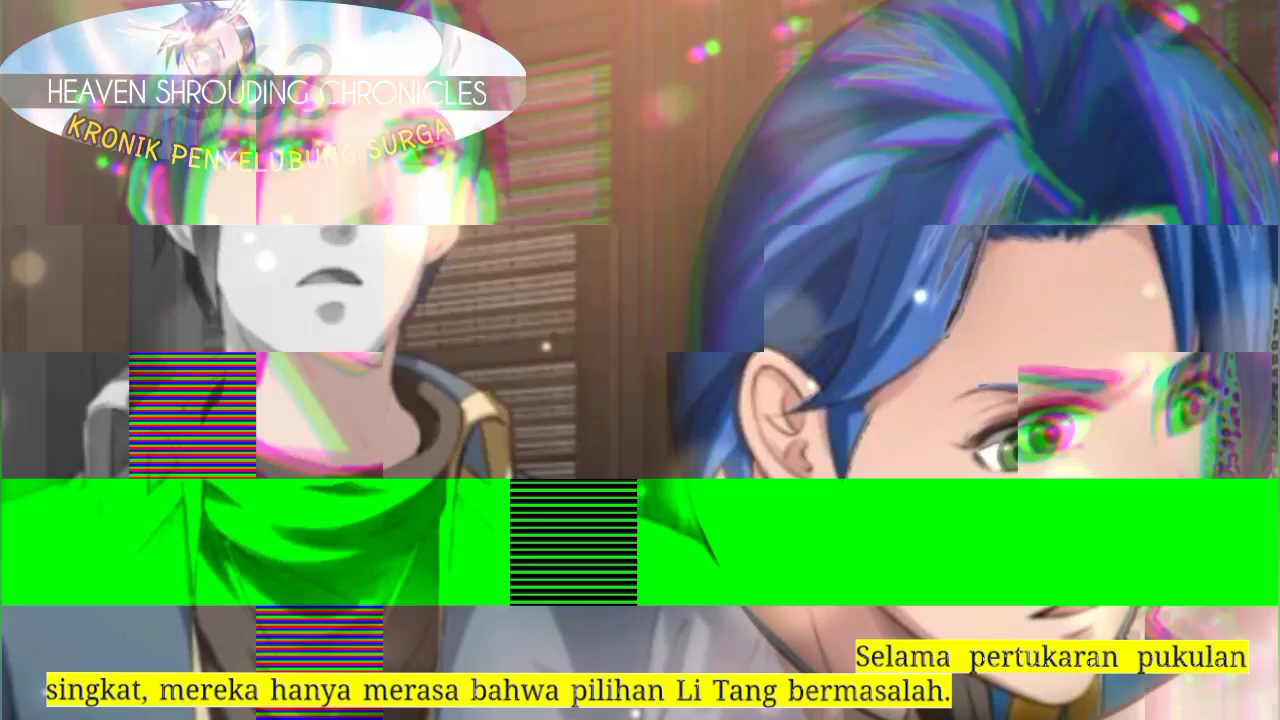 HEAVEN SHROUDING CHRONICLES
KRONIK PENYELUBUNG SURGA
Selama pertukaran pukulan
singkat, mereka hanya merasa bahwa pilihan Li Tang bermasalah.